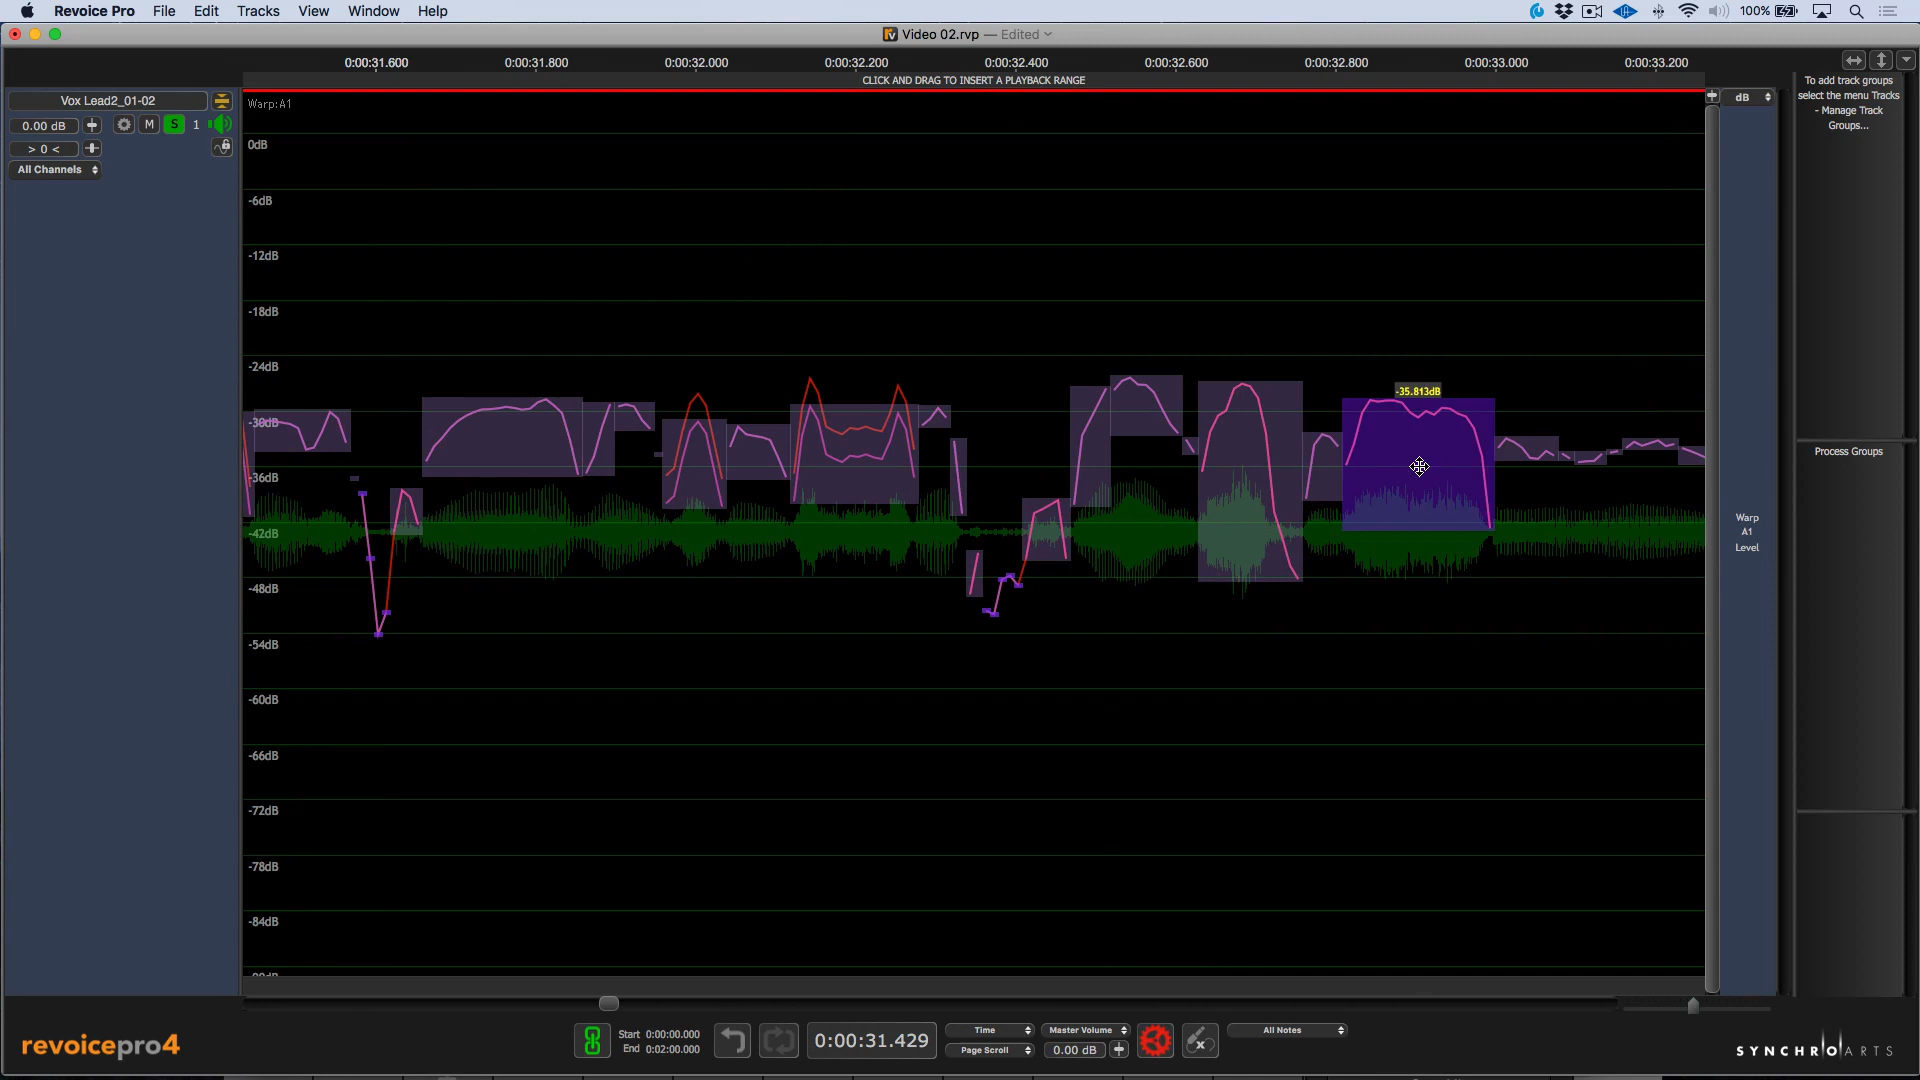 Revoice Pro File Edit Tracks View Window Help
100%
Video 02.rvp — Edited
0:00:31.600 0:00:31.800 0:00:32.000 0:00:32.200 0:00:32.400 0:00:32.600 0:00:32.800 0:00:33.000 0:00:33.200
CLICK AND DRAG TO INSERT A PLAYBACK RANGE
Vox Lead2_01-02
0.00 dB M S 1
> 0 <
All Channels
Warp:A1
0dB
-6dB
-12dB
-18dB
-24dB
-30dB
-36dB
-42dB
-48dB
-54dB
-60dB
-66dB
-72dB
-78dB
-84dB
-90dB
-35.813dB
dB
Warp
A1
Level
To add track groups
select the menu Tracks
- Manage Track
Groups...
Process Groups
revoicepro4
Start 0:00:00.000
End 0:02:00.000
0:00:31.429
Time
Page Scroll
Master Volume
0.00 dB
All Notes
SYNCHROARTS